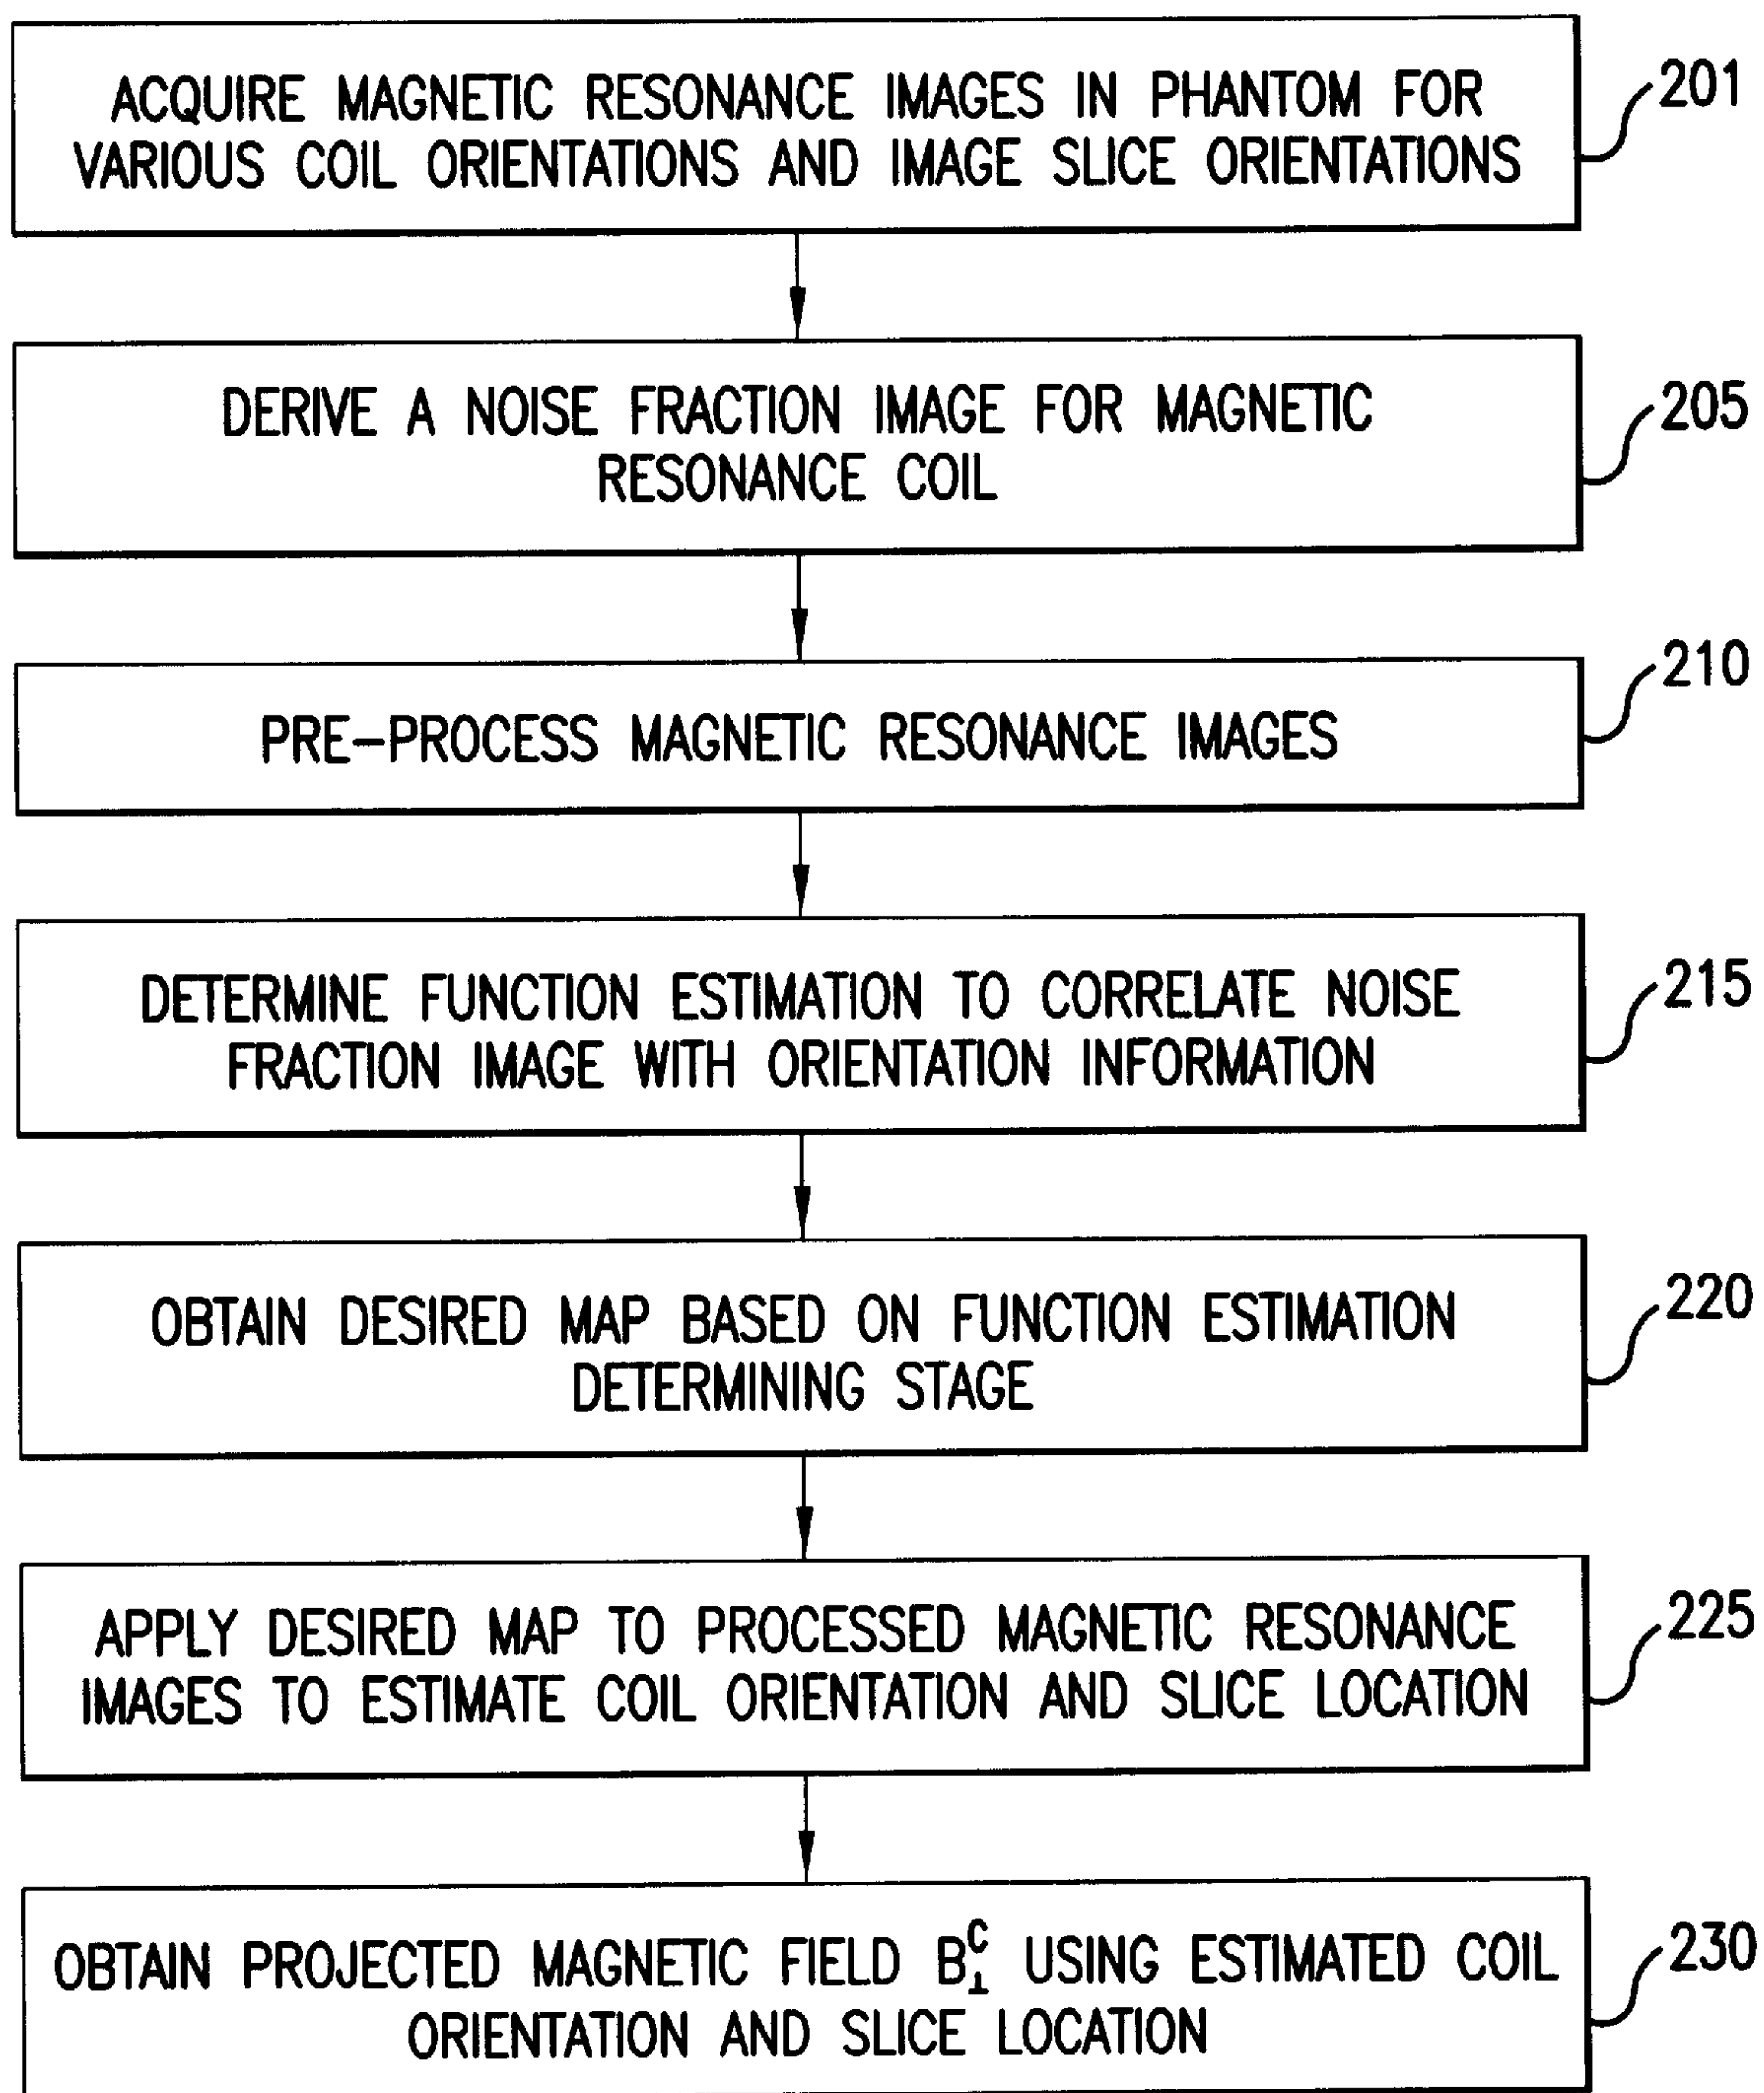 ACQUIRE MAGNETIC RESONANCE IMAGES IN PHANTOM FOR
VARIOUS COIL ORIENTATIONS AND IMAGE SLICE ORIENTATIONS
201
DERIVE A NOISE FRACTION IMAGE FOR MAGNETIC
RESONANCE COIL
205
PRE-PROCESS MAGNETIC RESONANCE IMAGES
210
DETERMINE FUNCTION ESTIMATION TO CORRELATE NOISE
FRACTION IMAGE WITH ORIENTATION INFORMATION
215
OBTAIN DESIRED MAP BASED ON FUNCTION ESTIMATION
DETERMINING STAGE
220
APPLY DESIRED MAP TO PROCESSED MAGNETIC RESONANCE
IMAGES TO ESTIMATE COIL ORIENTATION AND SLICE LOCATION
225
OBTAIN PROJECTED MAGNETIC FIELD B⊥ᶜ USING ESTIMATED COIL
ORIENTATION AND SLICE LOCATION
230